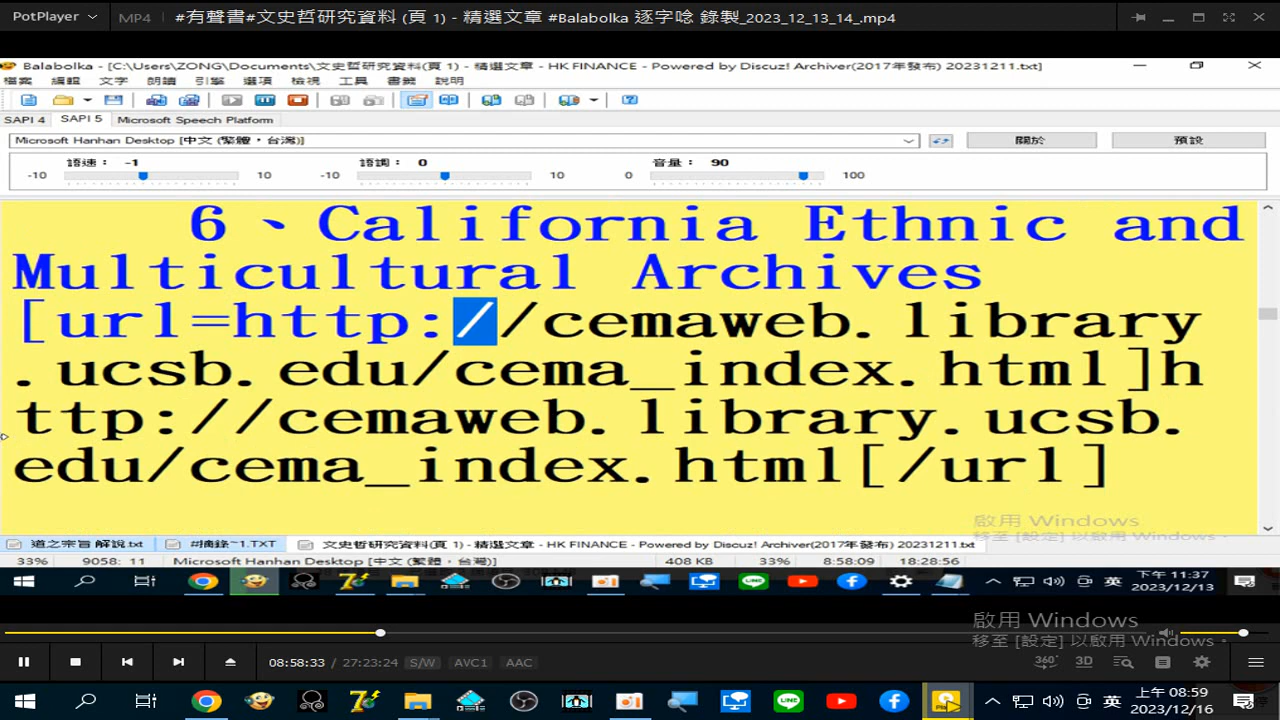 PotPlayer MP4 #有聲書#文史哲研究資料 (頁 1) - 精選文章 #Balabolka 逐字唸 錄製_2023_12_13_14_.mp4
Balabolka - [C:\Users\ZONG\Documents\文史哲研究資料(頁 1) - 精選文章 - HK FINANCE - Powered by Discuz! Archiver(2017年發布) 20231211.txt]
檔案 編輯 文字 朗讀 引擎 選項 檢視 工具 書籤 說明
SAPI 4 SAPI 5 Microsoft Speech Platform
Microsoft Hanhan Desktop [中文 (繁體，台灣)] 關於 預設
語速： -1 語調： 0 音量： 90
-10 10 -10 10 0 100
6、California Ethnic and
Multicultural Archives
[url=http://cemaweb.library
.ucsb.edu/cema_index.html]h
ttp://cemaweb.library.ucsb.
edu/cema_index.html[/url]
啟用 Windows
移至 [設定] 以啟用 Windows。
道之宗旨 解說.txt #摘錄~1.TXT 文史哲研究資料(頁 1) - 精選文章 - HK FINANCE - Powered by Discuz! Archiver(2017年發布) 20231211.txt
33% 9058: 11 Microsoft Hanhan Desktop [中文 (繁體，台灣)] 408 KB 33% 8:58:09 18:28:56
英 下午 11:37
2023/12/13
啟用 Windows
移至 [設定] 以啟用 Windows。
08:58:33 / 27:23:24 S/W AVC1 AAC 360° 3D
英 上午 08:59
2023/12/16